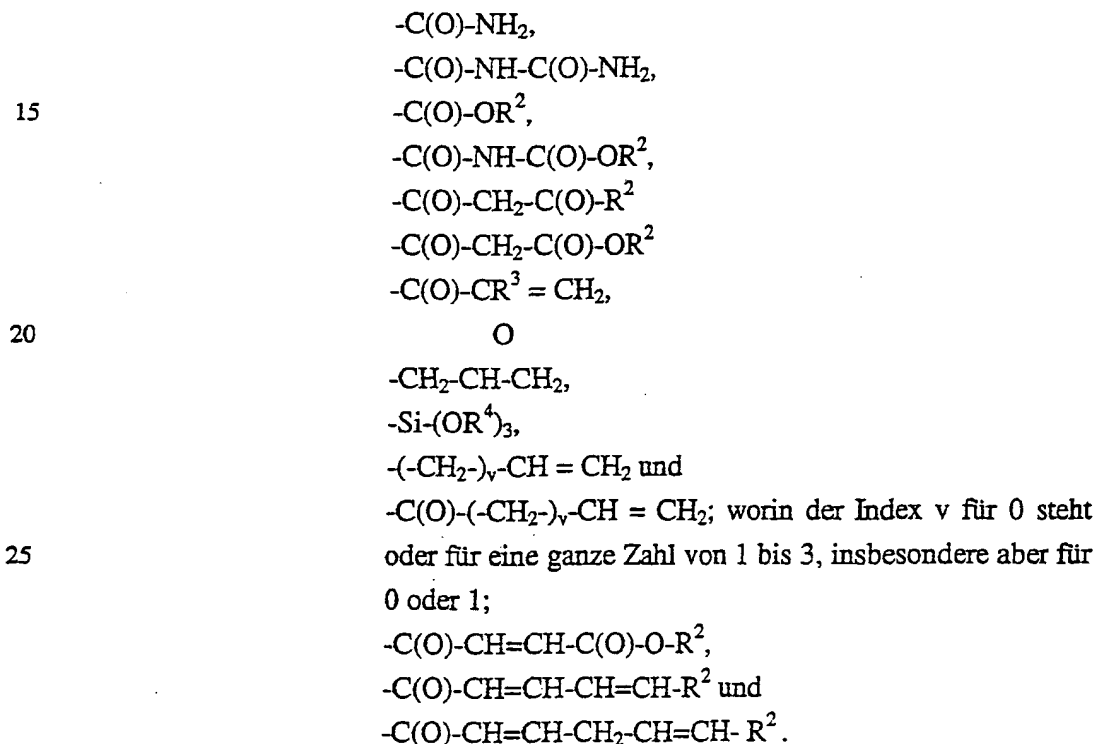 -C(O)-NH₂,
-C(O)-NH-C(O)-NH₂,
15 -C(O)-OR²,
-C(O)-NH-C(O)-OR²,
-C(O)-CH₂-C(O)-R²
-C(O)-CH₂-C(O)-OR²
-C(O)-CR³ = CH₂,
20 O
-CH₂-CH-CH₂,
-Si-(OR⁴)₃,
-(-CH₂-)ᵥ-CH = CH₂ und
-C(O)-(-CH₂-)ᵥ-CH = CH₂; worin der Index v für 0 steht
25 oder für eine ganze Zahl von 1 bis 3, insbesondere aber für
0 oder 1;
-C(O)-CH=CH-C(O)-O-R²,
-C(O)-CH=CH-CH=CH-R² und
-C(O)-CH=CH-CH₂-CH=CH- R².